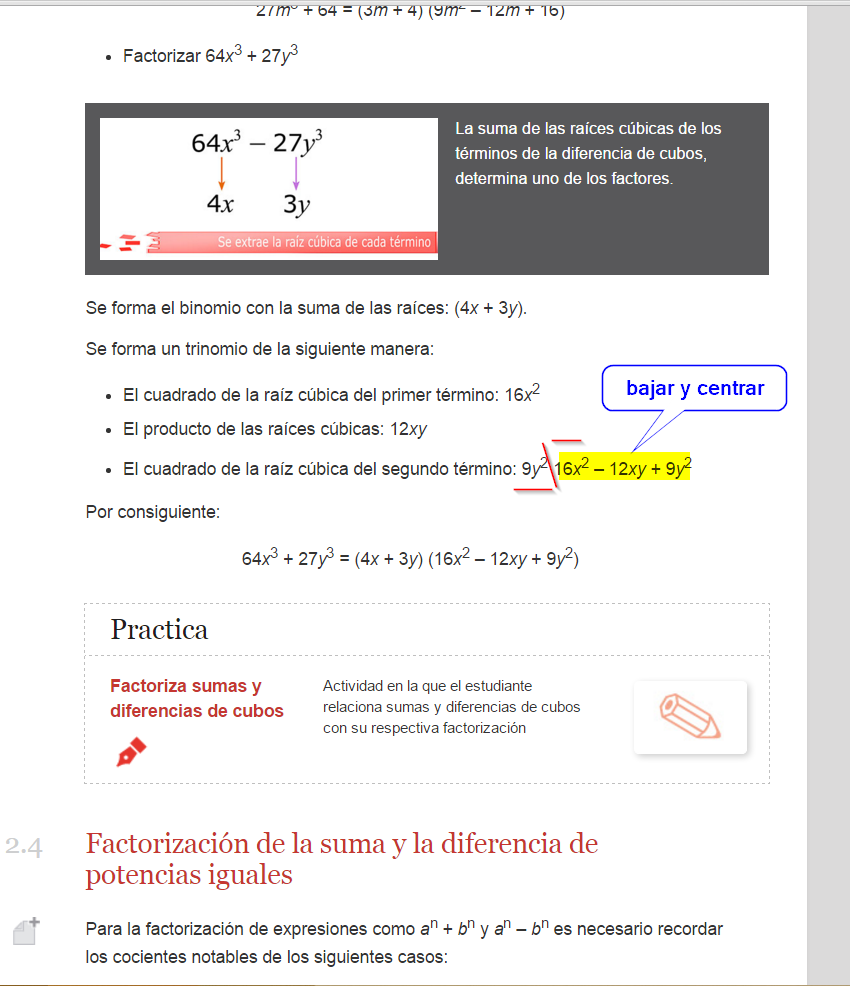 27m³ + 64 = (3m + 4) (9m² – 12m + 16)
• Factorizar 64x³ + 27y³
64x³ – 27y³
4x 3y
Se extrae la raíz cúbica de cada término
La suma de las raíces cúbicas de los
términos de la diferencia de cubos,
determina uno de los factores.
Se forma el binomio con la suma de las raíces: (4x + 3y).
Se forma un trinomio de la siguiente manera:
bajar y centrar
• El cuadrado de la raíz cúbica del primer término: 16x²
• El producto de las raíces cúbicas: 12xy
• El cuadrado de la raíz cúbica del segundo término: 9y² 16x² – 12xy + 9y²
Por consiguiente:
64x³ + 27y³ = (4x + 3y) (16x² – 12xy + 9y²)
Practica
Factoriza sumas y
diferencias de cubos
Actividad en la que el estudiante
relaciona sumas y diferencias de cubos
con su respectiva factorización
2.4 Factorización de la suma y la diferencia de
potencias iguales
Para la factorización de expresiones como aⁿ + bⁿ y aⁿ – bⁿ es necesario recordar
los cocientes notables de los siguientes casos: